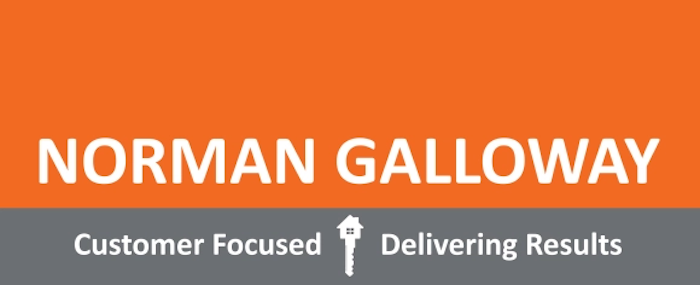 NORMAN GALLOWAY
Customer Focused Delivering Results